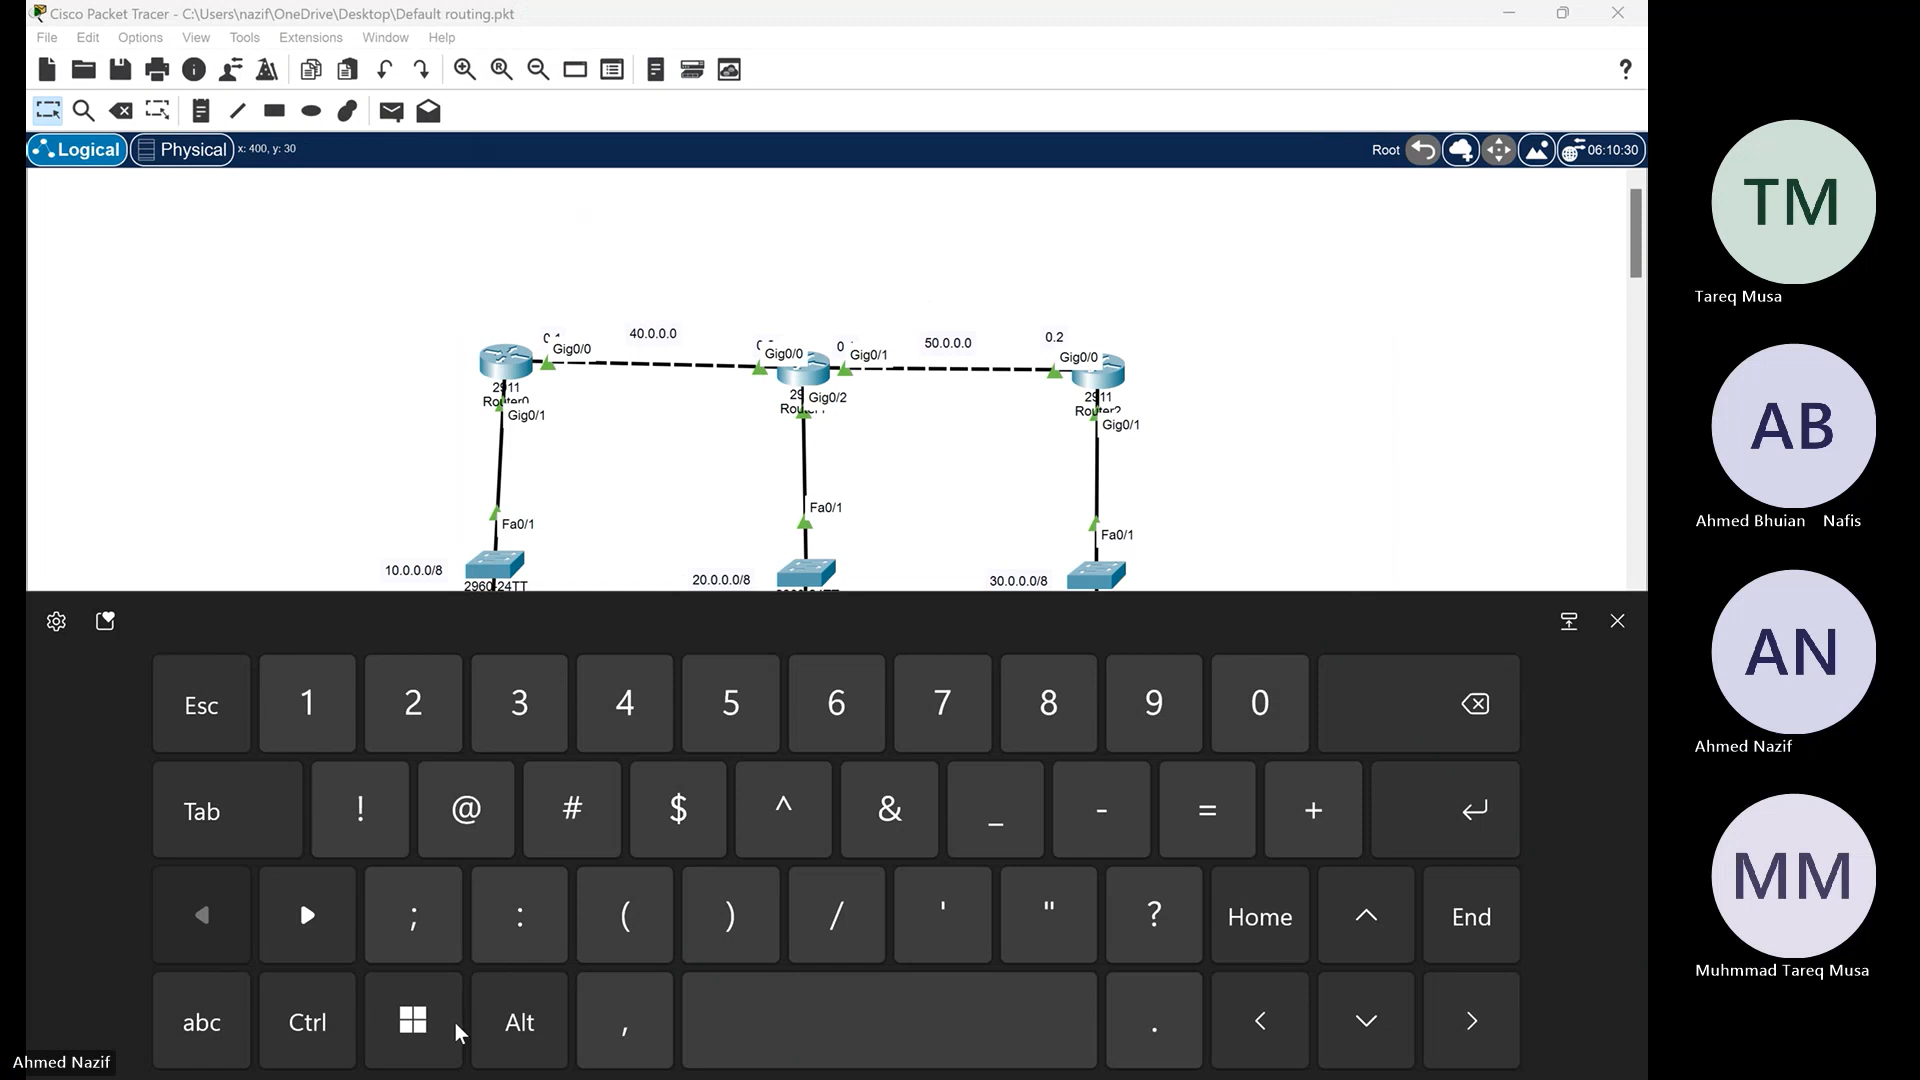 Cisco Packet Tracer - C:\Users\nazif\OneDrive\Desktop\Default routing.pkt
File Edit Options View Tools Extensions Window Help
?
Logical Physical x: 400, y: 30 Root 06:10:30
40.0.0.0 50.0.0.0 0.2
Gig0/0 Gig0/0 Gig0/1 Gig0/0
2911 2911
Gig0/2
Router0 Router2
Gig0/1 Gig0/1
Fa0/1 Fa0/1 Fa0/1
10.0.0.0/8 20.0.0.0/8 30.0.0.0/8
2960-24TT
Esc 1 2 3 4 5 6 7 8 9 0
Tab ! @ # $ ^ & _ - = +
; : ( ) / ' " ? Home End
abc Ctrl Alt , .
Ahmed Nazif
TM
Tareq Musa
AB
Ahmed Bhuian Nafis
AN
Ahmed Nazif
MM
Muhmmad Tareq Musa